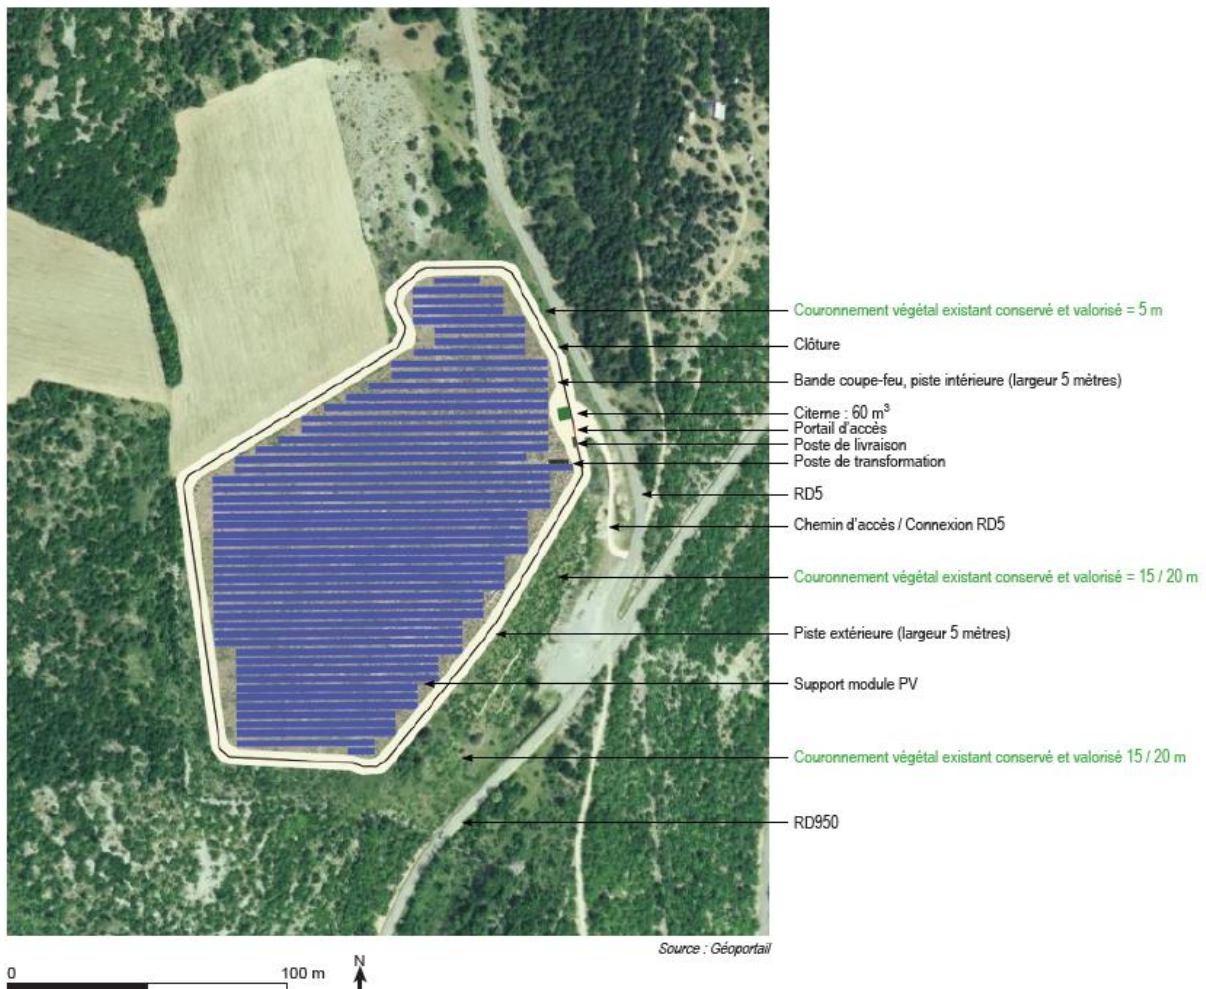 Couronnement végétal existant conservé et valorisé = 5 m
Clôture
Bande coupe-feu, piste intérieure (largeur 5 mètres)
Citerne : 60 m³
Portail d'accès
Poste de livraison
Poste de transformation
RD5
Chemin d'accès / Connexion RD5
Couronnement végétal existant conservé et valorisé = 15 / 20 m
Piste extérieure (largeur 5 mètres)
Support module PV
Couronnement végétal existant conservé et valorisé 15 / 20 m
RD950
Source : Géoportail
0 100 m N